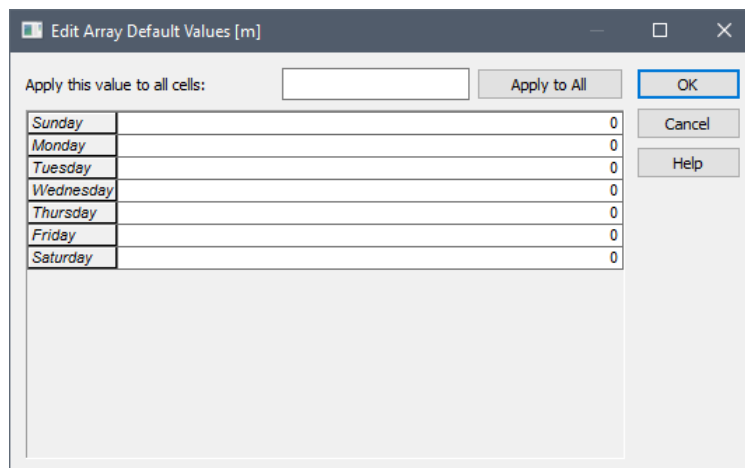 Edit Array Default Values [m]
Apply this value to all cells: Apply to All OK
Sunday 0 Cancel
Monday 0
Tuesday 0 Help
Wednesday 0
Thursday 0
Friday 0
Saturday 0